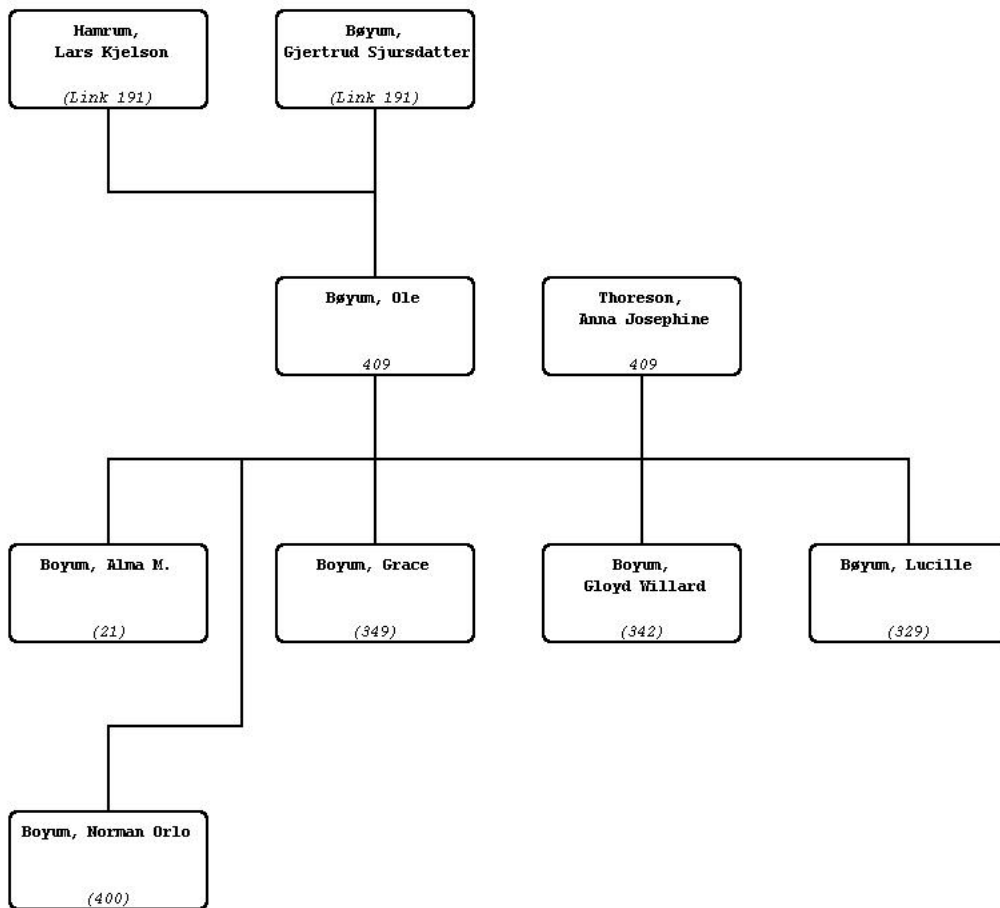 Hamrum,
Lars Kjelson
(Link 191)
Bøyum,
Gjertrud Sjursdatter
(Link 191)
Bøyum, Ole
409
Thoreson,
Anna Josephine
409
Boyum, Alma M.
(21)
Boyum, Grace
(349)
Boyum,
Gloyd Willard
(342)
Bøyum, Lucille
(329)
Boyum, Norman Orlo
(400)